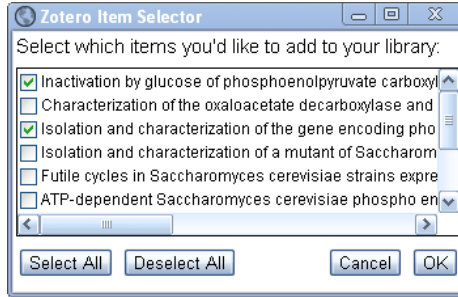 Zotero Item Selector
Select which items you'd like to add to your library:
Inactivation by glucose of phosphoenolpyruvate carboxyl
Characterization of the oxaloacetate decarboxylase and
Isolation and characterization of the gene encoding pho
Isolation and characterization of a mutant of Saccharom
Futile cycles in Saccharomyces cerevisiae strains expre
ATP-dependent Saccharomyces cerevisiae phospho en
Select All Deselect All Cancel OK